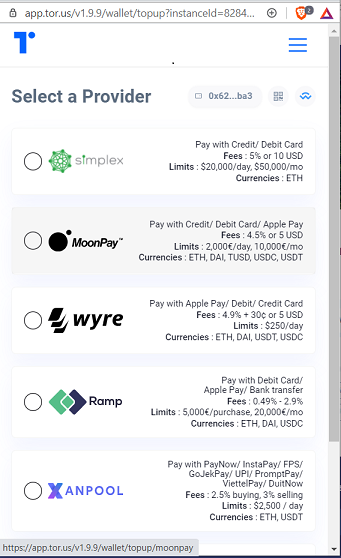 app.tor.us/v1.9.9/wallet/topup?instanceId=8284...
2
Select a Provider
0x62...ba3
simplex
Pay with Credit/ Debit Card
Fees : 5% or 10 USD
Limits : $20,000/day, $50,000/mo
Currencies : ETH
MoonPay™
Pay with Credit/ Debit Card/ Apple Pay
Fees : 4.5% or 5 USD
Limits : 2,000€/day, 10,000€/mo
Currencies : ETH, DAI, TUSD, USDC, USDT
wyre
Pay with Apple Pay/ Debit/ Credit Card
Fees : 4.9% + 30¢ or 5 USD
Limits : $250/day
Currencies : ETH, DAI, USDT, USDC
Ramp
Pay with Debit Card/
Apple Pay/ Bank transfer
Fees : 0.49% - 2.9%
Limits : 5,000€/purchase, 20,000€/mo
Currencies : ETH, DAI, USDC
XANPOOL
Pay with PayNow/ InstaPay/ FPS/
GoJekPay/ UPI/ PromptPay/
ViettelPay/ DuitNow
Fees : 2.5% buying, 3% selling
Limits : $2,500 / day
Currencies : ETH, USDT
https://app.tor.us/v1.9.9/wallet/topup/moonpay